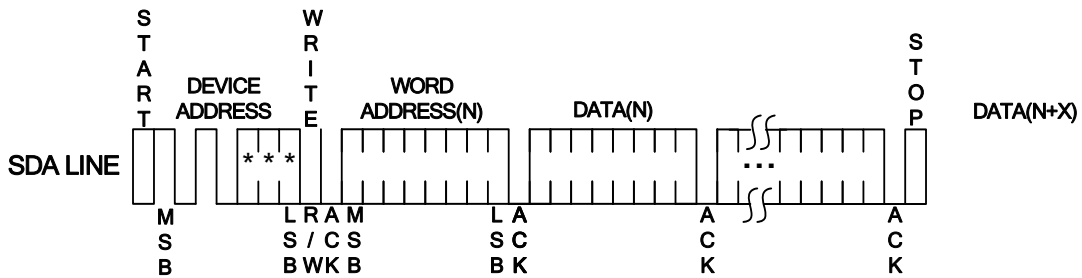 START
WRITE
STOP
DEVICE
ADDRESS
WORD
ADDRESS(N)
DATA(N)
DATA(N+X)
SDA LINE
* * *
...
MSB
LSB
R/W
ACK
MSB
LSB
ACK
ACK
ACK